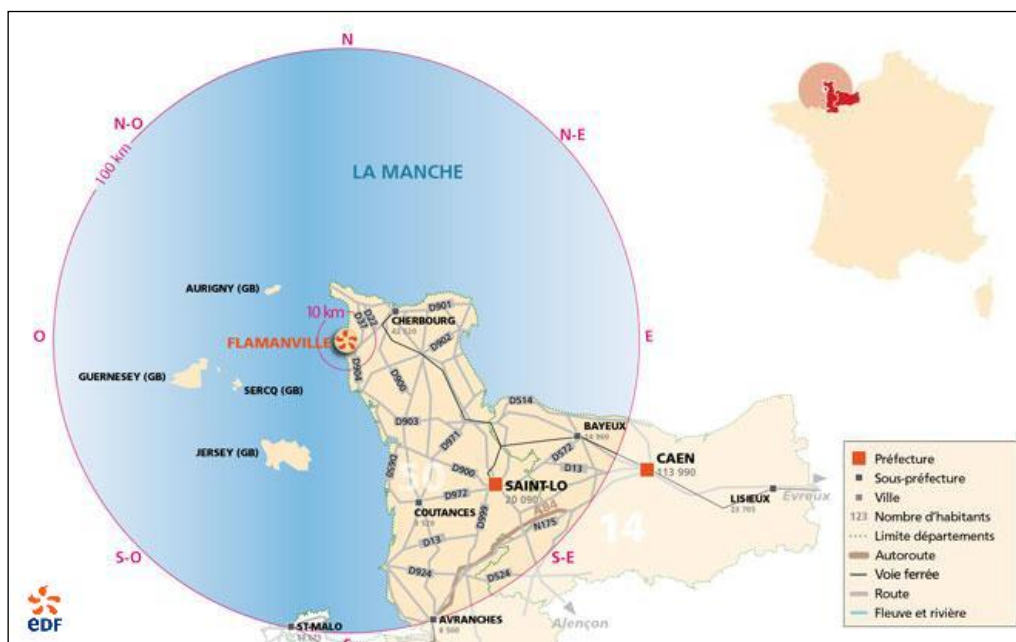 N
N-O
N-E
100 km
LA MANCHE
AURIGNY (GB)
10 km
D901
D22
D37
CHERBOURG
O
FLAMANVILLE
D902
E
GUERNESEY (GB)
SERCQ (GB)
D904
D900
D514
D903
BAYEUX
D971
D572
JERSEY (GB)
D650
50
D900
D13
CAEN
113 990
SAINT-LO
20 090
D972
LISIEUX
Evreux
COUTANCES
D999
A84
N175
14
D13
S-O
S-E
D924
D524
ST-MALO
AVRANCHES
Alençon
S
eDF
Préfecture
Sous-préfecture
Ville
123 Nombre d'habitants
Limite départements
Autoroute
Voie ferrée
Route
Fleuve et rivière